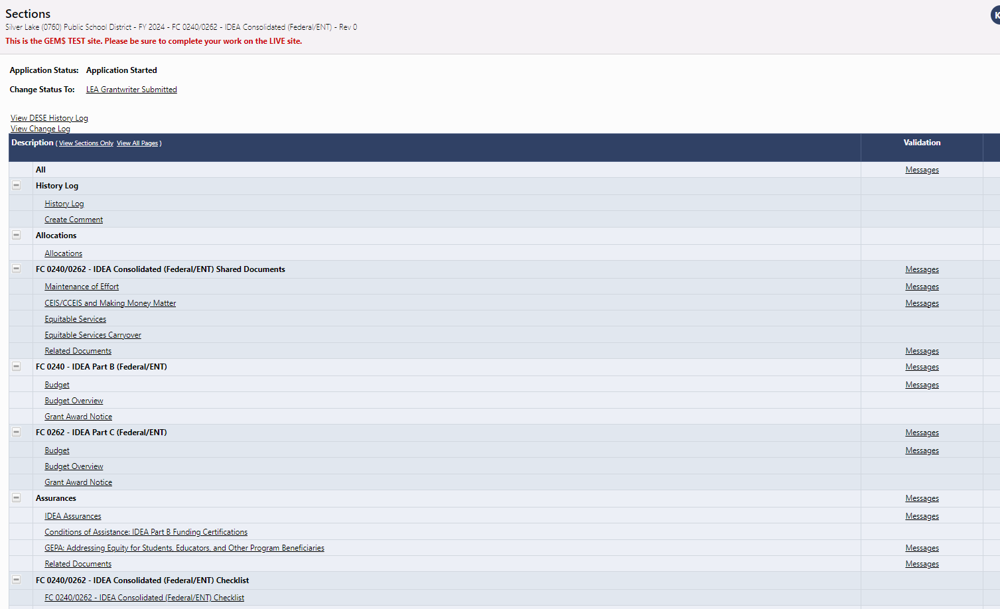 Sections
Silver Lake (0760) Public School District - FY 2024 - FC 0240/0262 - IDEA Consolidated (Federal/ENT) - Rev 0
This is the GEM$ TEST site. Please be sure to complete your work on the LIVE site.
K
Application Status: Application Started
Change Status To: LEA Grantwriter Submitted
View DESE History Log
View Change Log
Description ( View Sections Only View All Pages ) Validation
All Messages
History Log
History Log
Create Comment
Allocations
Allocations
FC 0240/0262 - IDEA Consolidated (Federal/ENT) Shared Documents Messages
Maintenance of Effort Messages
CEIS/CCEIS and Making Money Matter Messages
Equitable Services
Equitable Services Carryover
Related Documents Messages
FC 0240 - IDEA Part B (Federal/ENT) Messages
Budget Messages
Budget Overview
Grant Award Notice
FC 0262 - IDEA Part C (Federal/ENT) Messages
Budget Messages
Budget Overview
Grant Award Notice
Assurances Messages
IDEA Assurances Messages
Conditions of Assistance: IDEA Part B Funding Certifications
GEPA: Addressing Equity for Students, Educators, and Other Program Beneficiaries Messages
Related Documents Messages
FC 0240/0262 - IDEA Consolidated (Federal/ENT) Checklist
FC 0240/0262 - IDEA Consolidated (Federal/ENT) Checklist